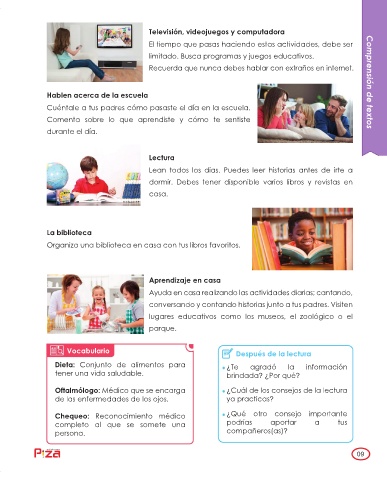 Televisión, videojuegos y computadora
El tiempo que pasas haciendo estas actividades, debe ser
limitado. Busca programas y juegos educativos.
Recuerda que nunca debes hablar con extraños en internet.
Comprensión de textos
Hablen acerca de la escuela
Cuéntale a tus padres cómo pasaste el día en la escuela.
Comenta sobre lo que aprendiste y cómo te sentiste
durante el día.
Lectura
Lean todos los días. Puedes leer historias antes de irte a
dormir. Debes tener disponible varios libros y revistas en
casa.
La biblioteca
Organiza una biblioteca en casa con tus libros favoritos.
Aprendizaje en casa
Ayuda en casa realizando las actividades diarias; cantando,
conversando y contando historias junto a tus padres. Visiten
lugares educativos como los museos, el zoológico o el
parque.
Vocabulario
Dieta: Conjunto de alimentos para
tener una vida saludable.
Oftalmólogo: Médico que se encarga
de las enfermedades de los ojos.
Chequeo: Reconocimiento médico
completo al que se somete una
persona.
Después de la lectura
¿Te agradó la información
brindada? ¿Por qué?
¿Cuál de los consejos de la lectura
ya practicas?
¿Qué otro consejo importante
podrías aportar a tus
compañeros(as)?
Pizza
09